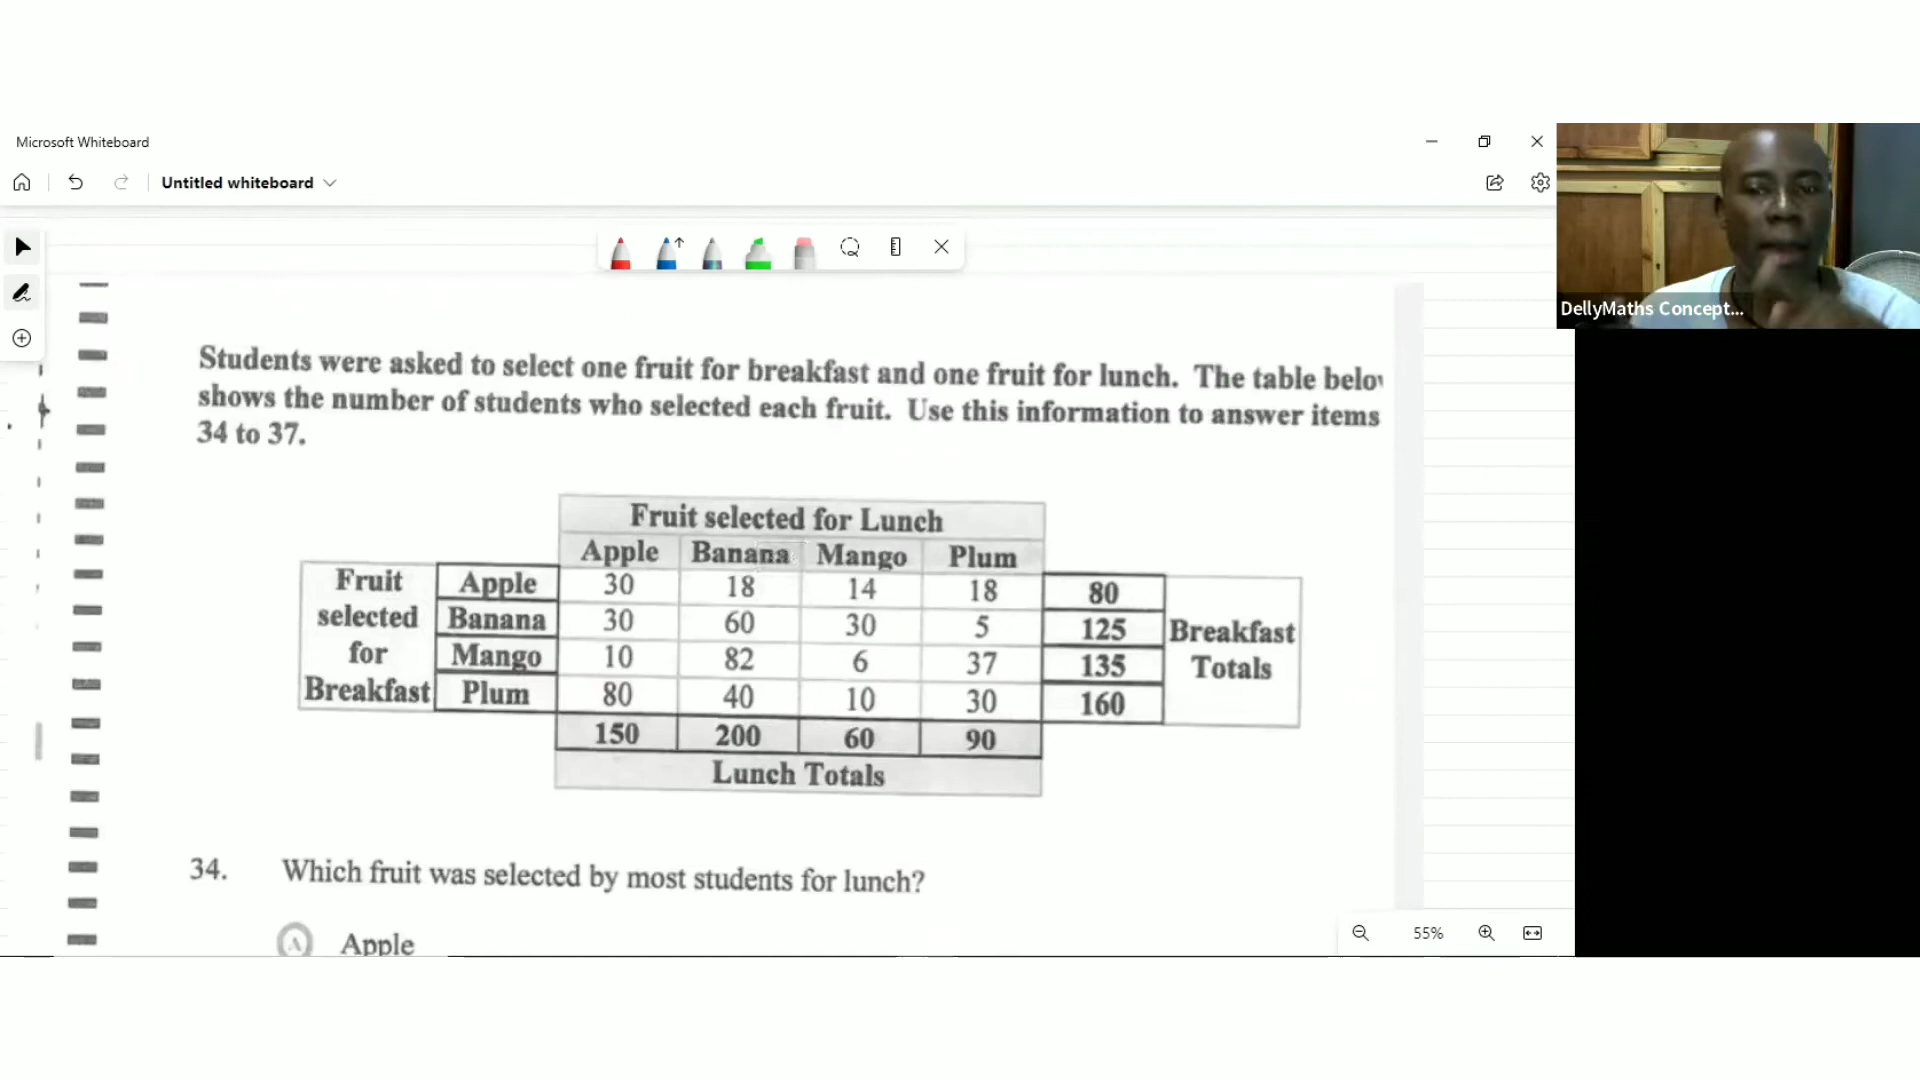 Microsoft Whiteboard
Untitled whiteboard
DellyMaths Concept...
Students were asked to select one fruit for breakfast and one fruit for lunch. The table belov
shows the number of students who selected each fruit. Use this information to answer items
34 to 37.
Fruit selected for Lunch
Apple Banana Mango Plum
Fruit selected for Breakfast
Apple 30 18 14 18 80
Banana 30 60 30 5 125
Mango 10 82 6 37 135
Plum 80 40 10 30 160
Breakfast Totals
150 200 60 90
Lunch Totals
34. Which fruit was selected by most students for lunch?
A Apple
55%